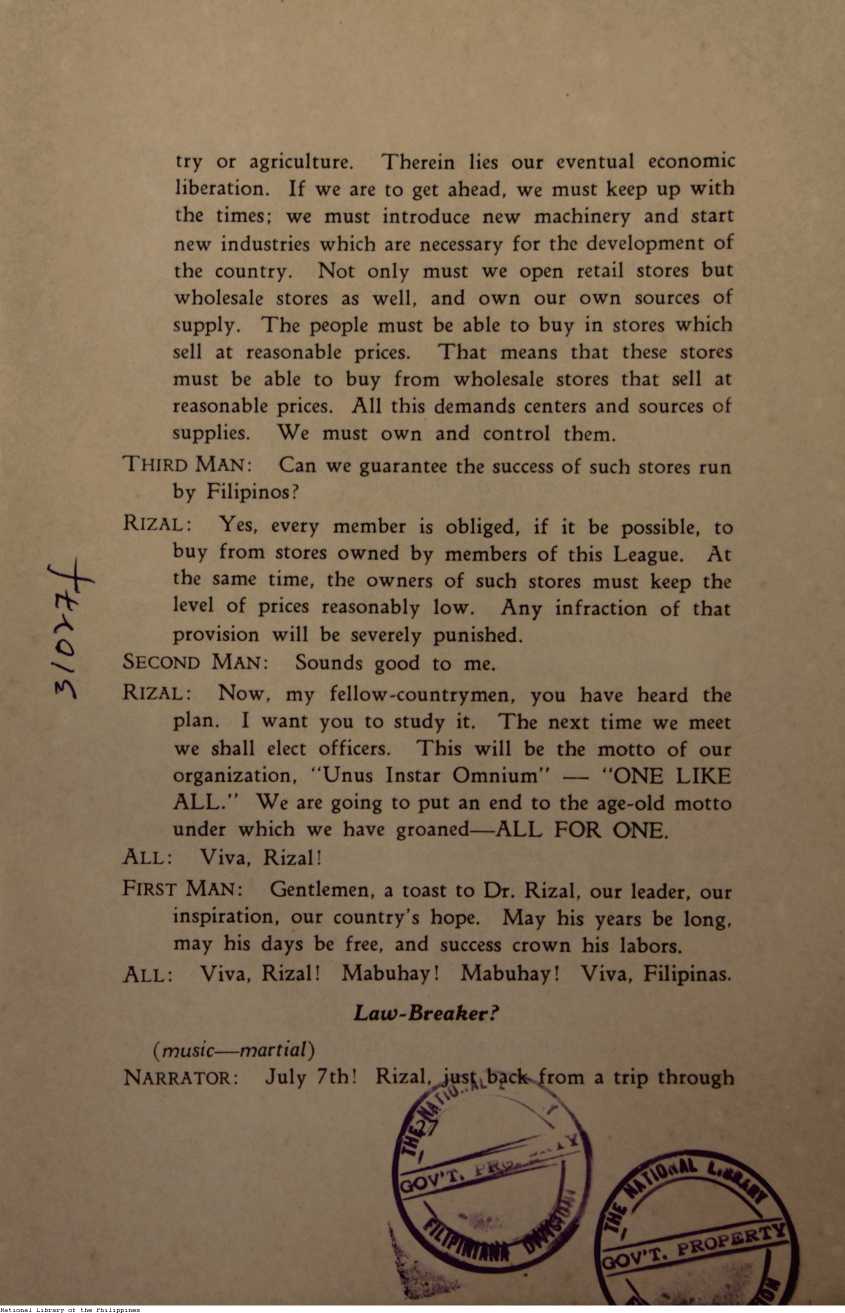 try or agriculture. Therein lies our eventual economic
liberation. If we are to get ahead, we must keep up with
the times; we must introduce new machinery and start
new industries which are necessary for the development of
the country. Not only must we open retail stores but
wholesale stores as well, and own our own sources of
supply. The people must be able to buy in stores which
sell at reasonable prices. That means that these stores
must be able to buy from wholesale stores that sell at
reasonable prices. All this demands centers and sources of
supplies. We must own and control them.
THIRD MAN: Can we guarantee the success of such stores run
by Filipinos?
RIZAL: Yes, every member is obliged, if it be possible, to
buy from stores owned by members of this League. At
the same time, the owners of such stores must keep the
level of prices reasonably low. Any infraction of that
provision will be severely punished.
SECOND MAN: Sounds good to me.
RIZAL: Now, my fellow-countrymen, you have heard the
plan. I want you to study it. The next time we meet
we shall elect officers. This will be the motto of our
organization, "Unus Instar Omnium" — "ONE LIKE
ALL." We are going to put an end to the age-old motto
under which we have groaned—ALL FOR ONE.
ALL: Viva, Rizal!
FIRST MAN: Gentlemen, a toast to Dr. Rizal, our leader, our
inspiration, our country's hope. May his years be long,
may his days be free, and success crown his labors.
ALL: Viva, Rizal! Mabuhay! Mabuhay! Viva, Filipinas.
Law-Breaker?
(music—martial)
NARRATOR: July 7th! Rizal, just back from a trip through
THE NATIONAL
GOV'T. PROPERTY
FILIPINIANA DIVISION
THE NATIONAL LIBRARY
GOV'T. PROPERTY
National Library of the Philippines